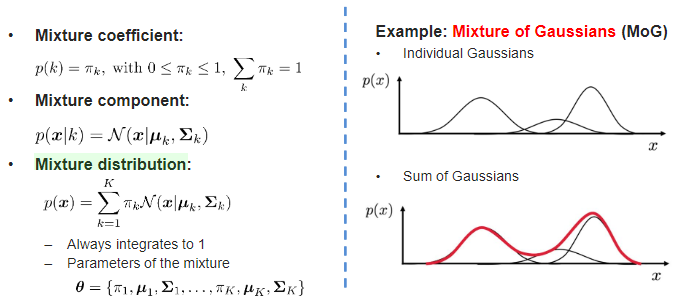 • Mixture coefficient:
p(k) = π_k, with 0 ≤ π_k ≤ 1, ∑_k π_k = 1
• Mixture component:
p(𝒙|k) = 𝒩(𝒙|𝝁_k, 𝚺_k)
• Mixture distribution:
p(𝒙) = ∑_{k=1}^{K} π_k 𝒩(𝒙|𝝁_k, 𝚺_k)
– Always integrates to 1
– Parameters of the mixture
𝜽 = {π_1, 𝝁_1, 𝚺_1, . . . , π_K, 𝝁_K, 𝚺_K}
Example: Mixture of Gaussians (MoG)
• Individual Gaussians
p(x)
x
• Sum of Gaussians
p(x)
x